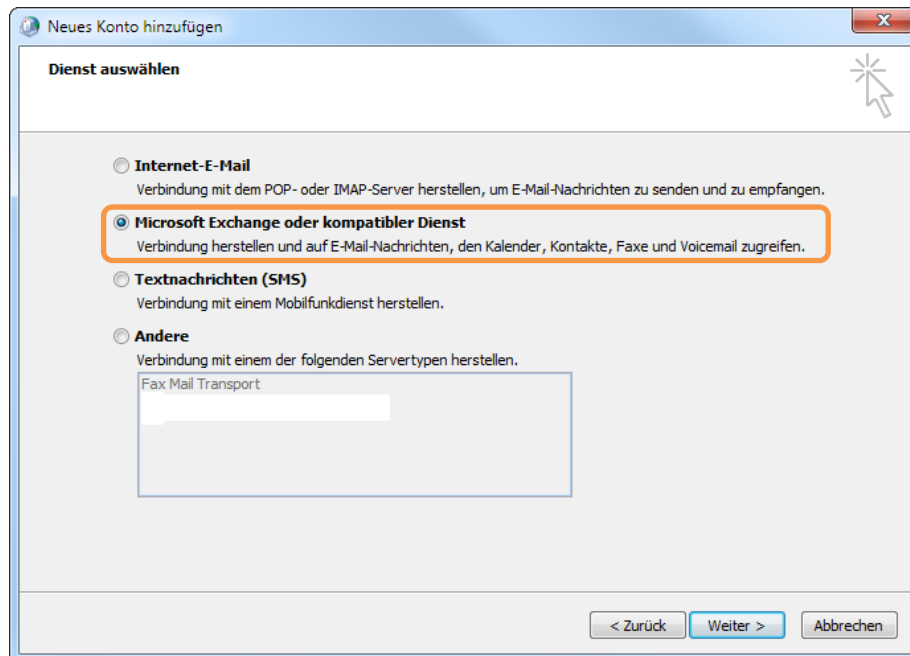 Neues Konto hinzufügen
Dienst auswählen
Internet-E-Mail
Verbindung mit dem POP- oder IMAP-Server herstellen, um E-Mail-Nachrichten zu senden und zu empfangen.
Microsoft Exchange oder kompatibler Dienst
Verbindung herstellen und auf E-Mail-Nachrichten, den Kalender, Kontakte, Faxe und Voicemail zugreifen.
Textnachrichten (SMS)
Verbindung mit einem Mobilfunkdienst herstellen.
Andere
Verbindung mit einem der folgenden Servertypen herstellen.
Fax Mail Transport
< Zurück Weiter > Abbrechen